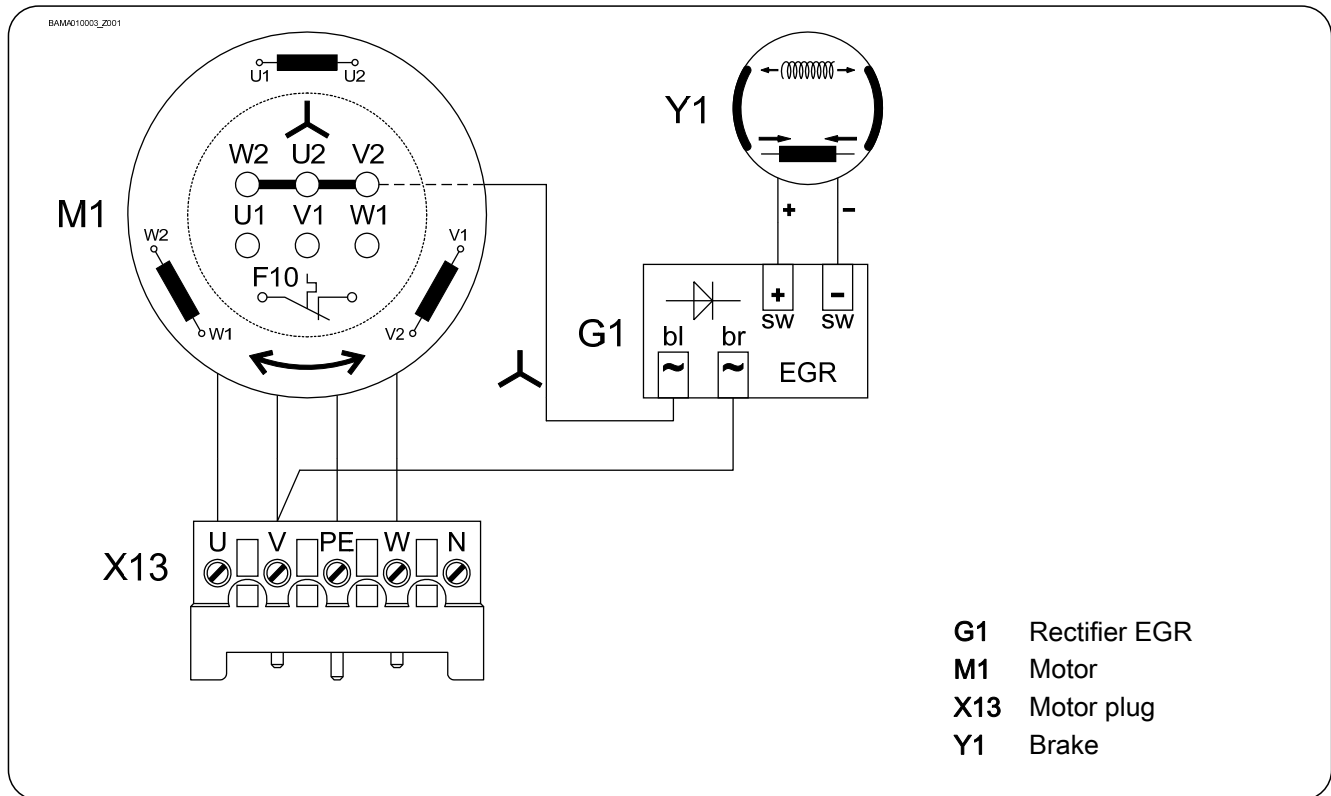 BAMA010003_Z001
U1 U2
W2 U2 V2
M1
U1 V1 W1
W2
V1
F10
W1
V2
Y1
+ -
+ -
sw sw
G1
bl br
~ ~
EGR
X13
U V PE W N
G1 Rectifier EGR
M1 Motor
X13 Motor plug
Y1 Brake